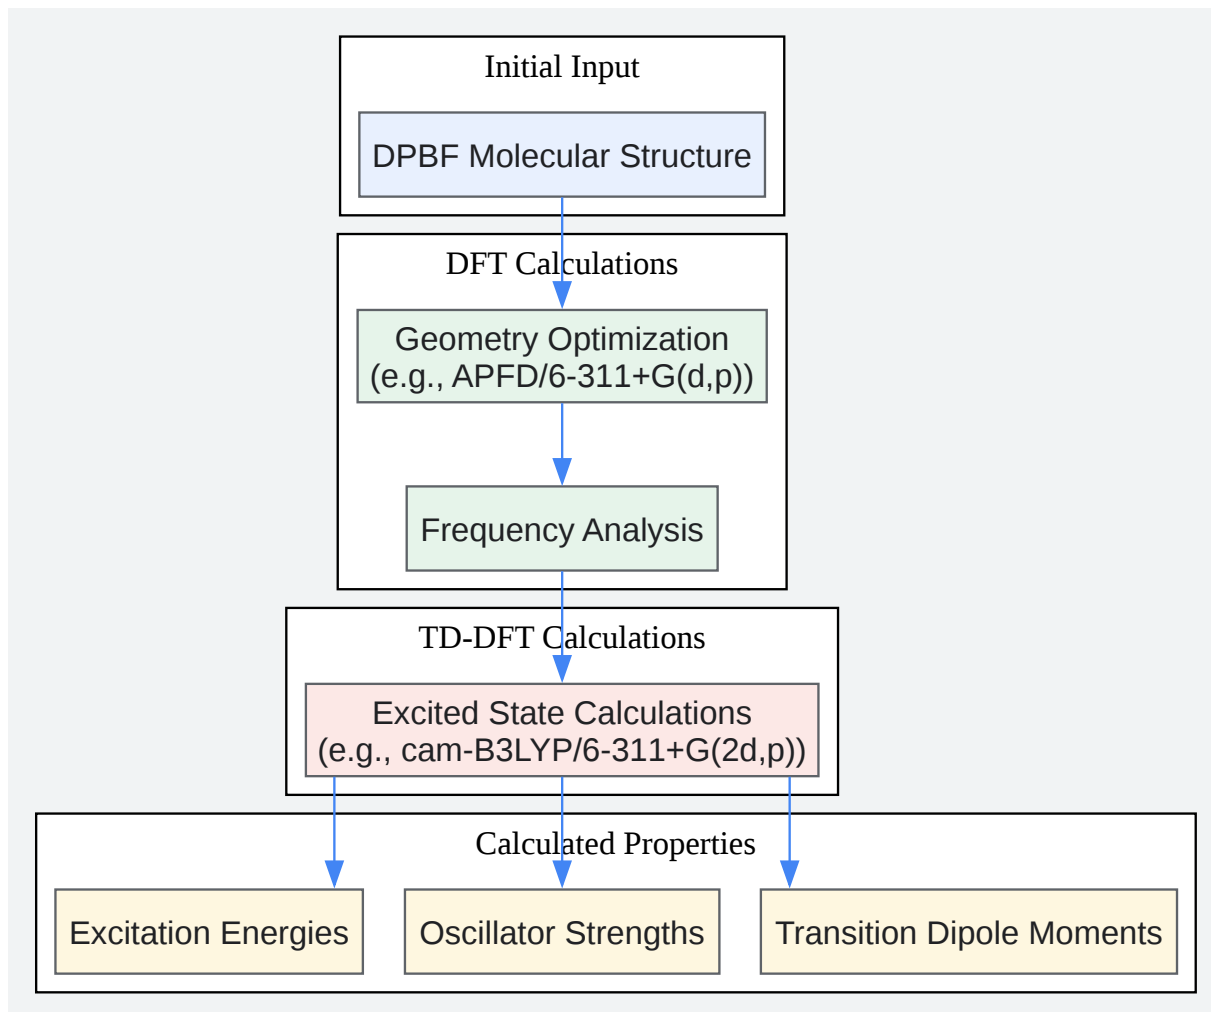 Initial Input
DPBF Molecular Structure
DFT Calculations
Geometry Optimization
(e.g., APFD/6-311+G(d,p))
Frequency Analysis
TD-DFT Calculations
Excited State Calculations
(e.g., cam-B3LYP/6-311+G(2d,p))
Calculated Properties
Excitation Energies
Oscillator Strengths
Transition Dipole Moments